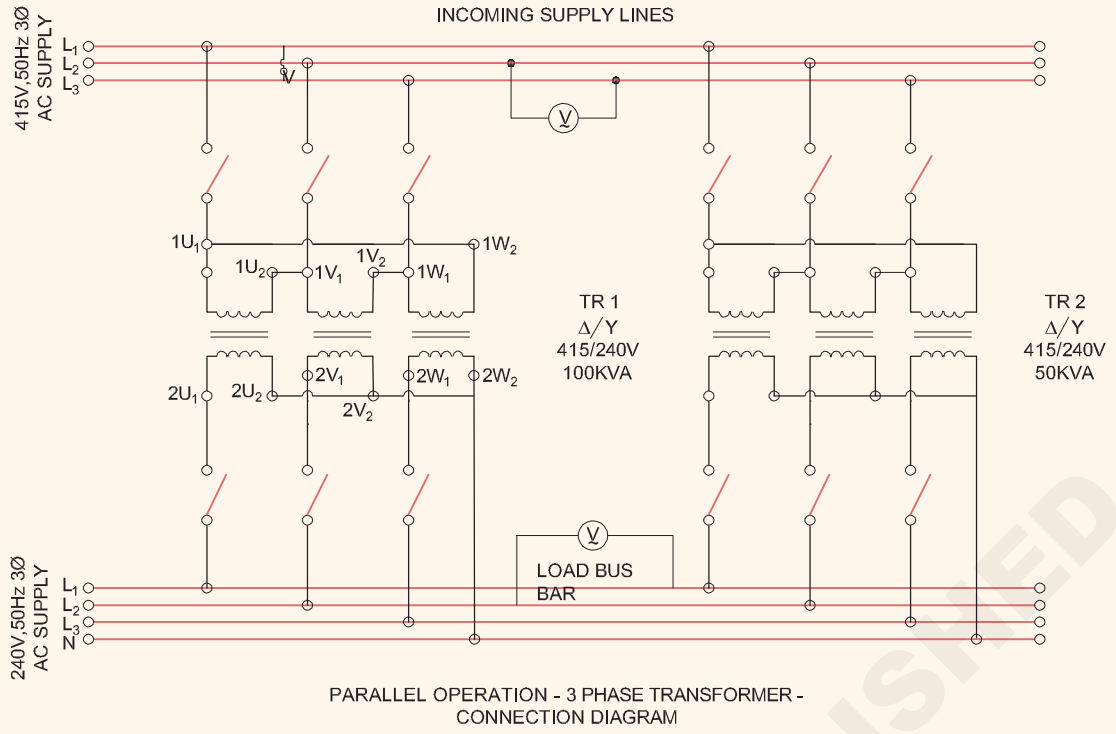 INCOMING SUPPLY LINES
415V,50Hz 3Ø
AC SUPPLY
L₁
L₂
L₃
V
V
1U₁
1U₂
1V₁
1V₂
1W₁
1W₂
TR 1
Δ/Y
415/240V
100KVA
TR 2
Δ/Y
415/240V
50KVA
2U₁
2U₂
2V₁
2V₂
2W₁
2W₂
V
LOAD BUS
BAR
240V,50Hz 3Ø
AC SUPPLY
L₁
L₂
L₃
N
PARALLEL OPERATION - 3 PHASE TRANSFORMER -
CONNECTION DIAGRAM
ISHED